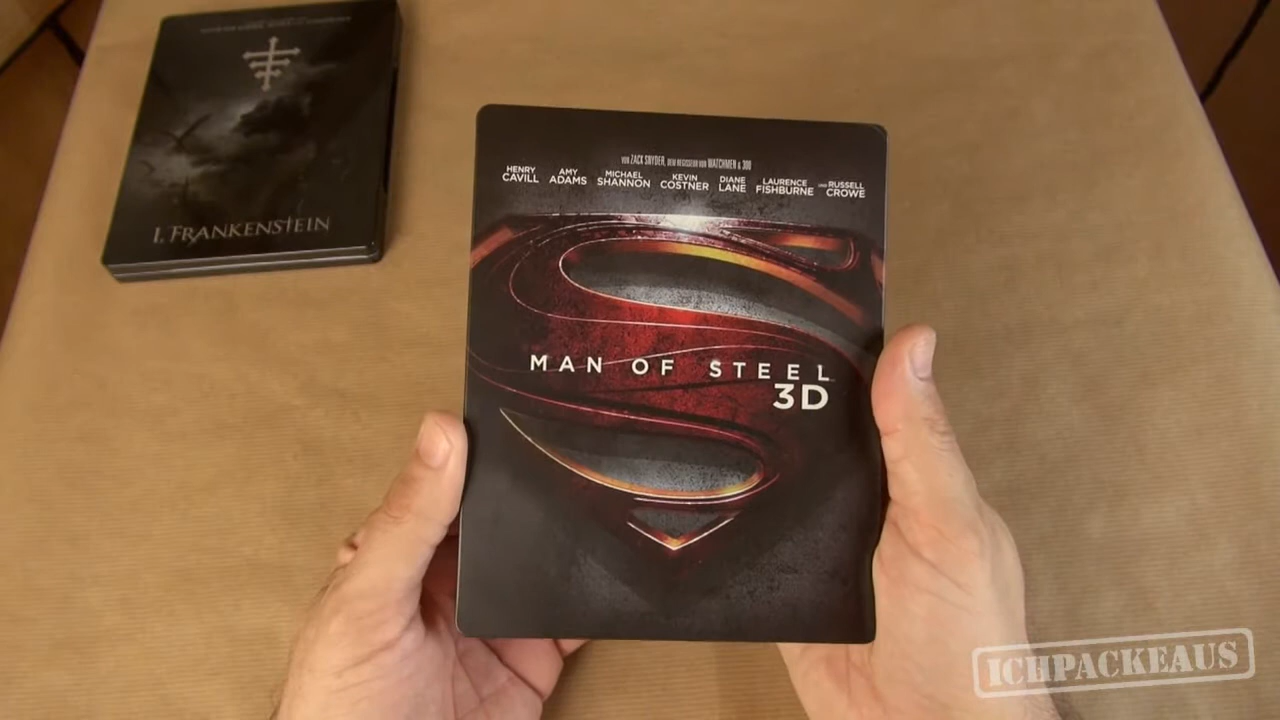 I, FRANKENSTEIN
VON ZACK SNYDER, DEM REGISSEUR VON WATCHMEN & 300
HENRY CAVILL AMY ADAMS MICHAEL SHANNON KEVIN COSTNER DIANE LANE LAURENCE FISHBURNE UND RUSSELL CROWE
MAN OF STEEL
3D
ICHPACKEAUS